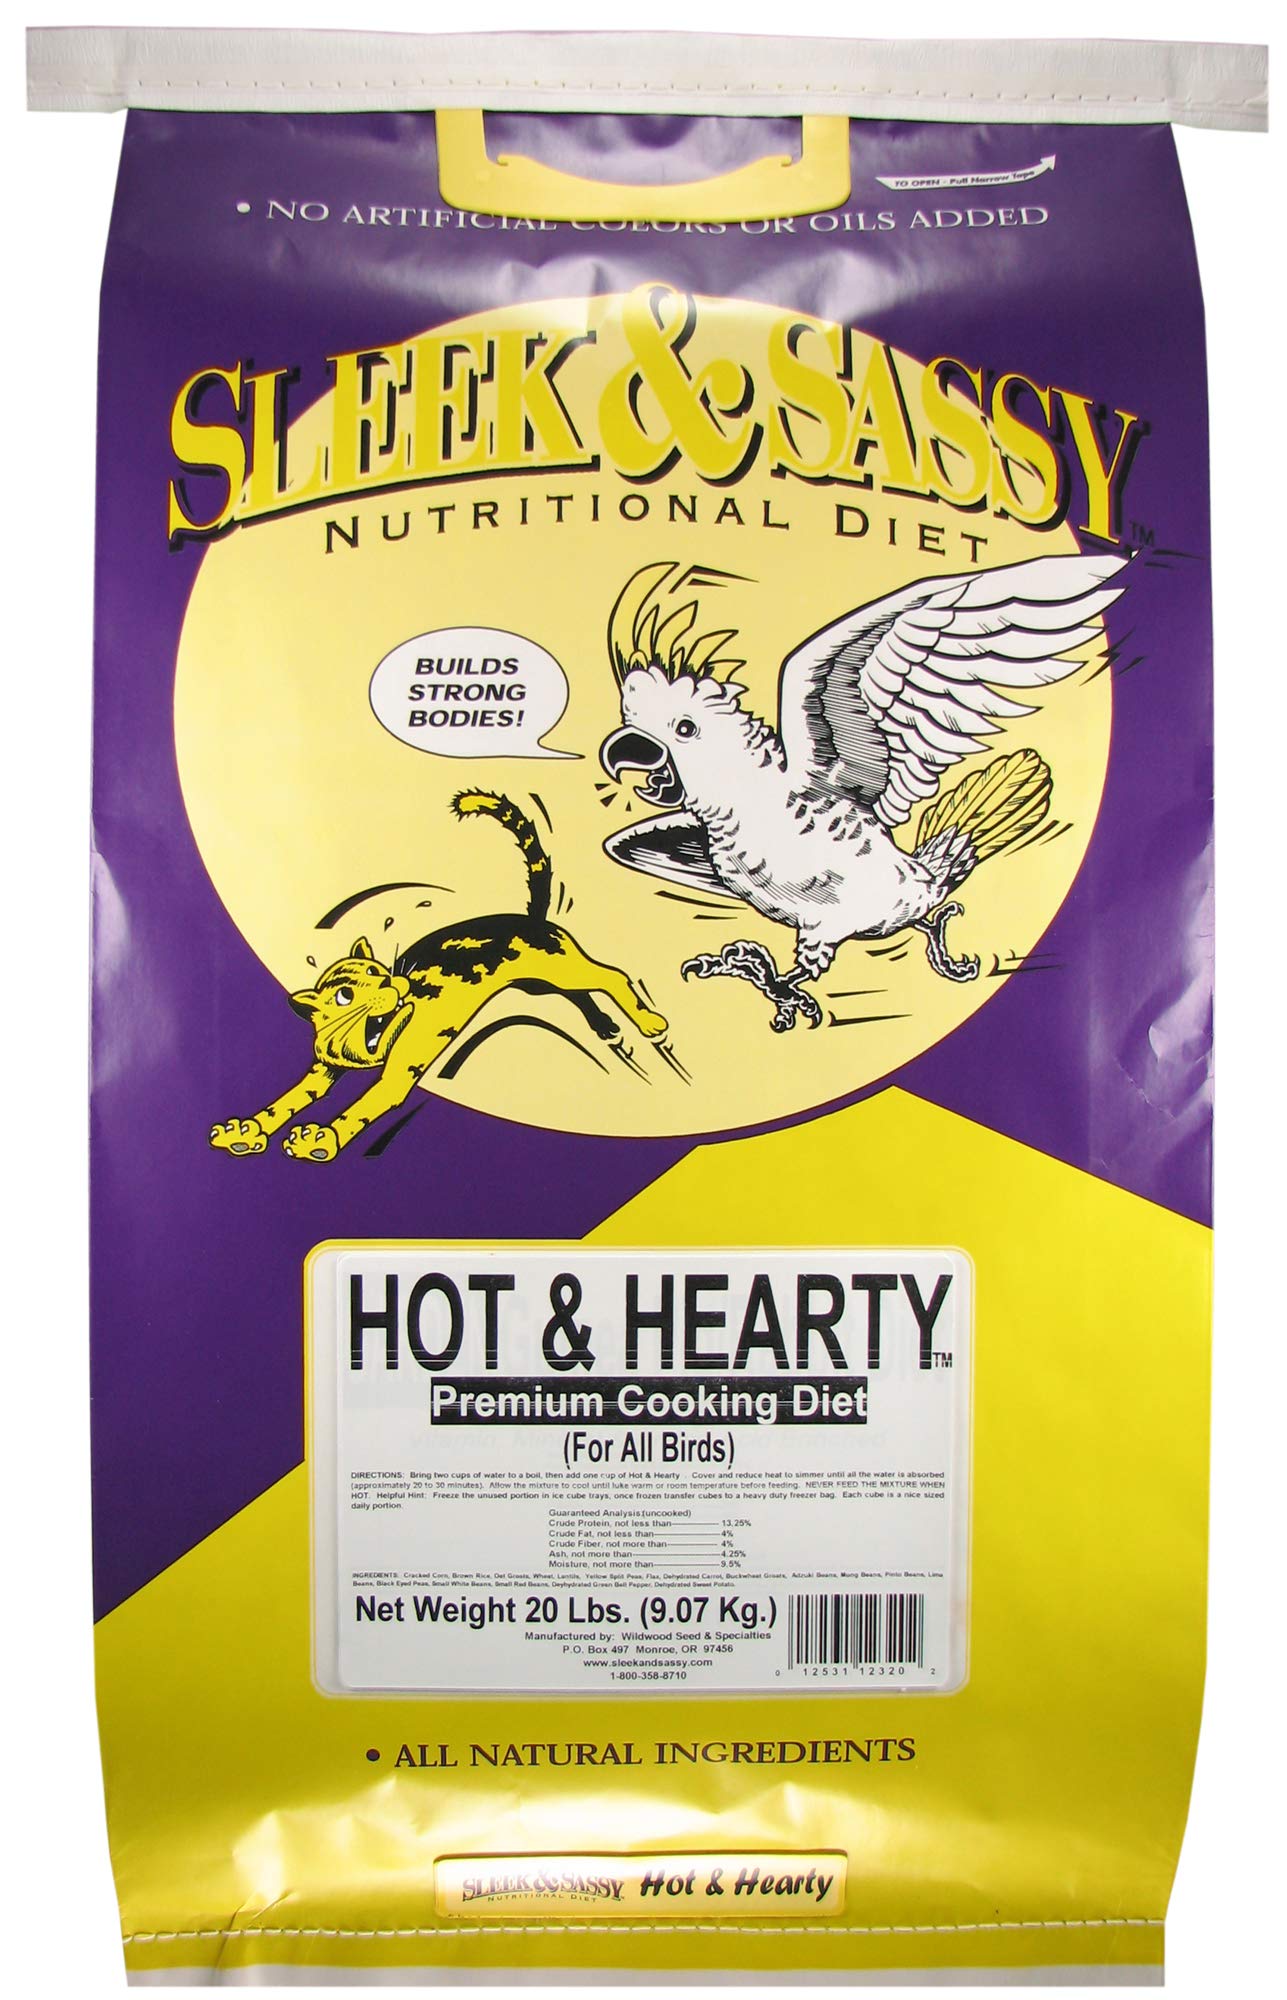 TO OPEN - Pull Narrow Tape
• NO ARTIFICIAL COLORS OR OILS ADDED
SLEEK & SASSY
NUTRITIONAL DIET TM
BUILDS
STRONG
BODIES!
HOT & HEARTY TM
Premium Cooking Diet
(For All Birds)
DIRECTIONS: Bring two cups of water to a boil, then add one cup of Hot & Hearty . Cover and reduce heat to simmer until all the water is absorbed
(approximately 20 to 30 minutes). Allow the mixture to cool until luke warm or room temperature before feeding. NEVER FEED THE MIXTURE WHEN
HOT. Helpful Hint: Freeze the unused portion in ice cube trays, once frozen transfer cubes to a heavy duty freezer bag. Each cube is a nice sized
daily portion.
Guaranteed Analysis:(uncooked)
Crude Protein, not less than 13.25%
Crude Fat, not less than 4%
Crude Fiber, not more than 4%
Ash, not more than 4.25%
Moisture, not more than 9.5%
INGREDIENTS: Cracked Corn, Brown Rice, Oat Groats, Wheat, Lentils, Yellow Split Peas, Flax, Dehydrated Carrot, Buckwheat Groats, Adzuki Beans, Mung Beans, Pinto Beans, Lima
Beans, Black Eyed Peas, Small White Beans, Small Red Beans, Deyhydrated Green Bell Pepper, Dehydrated Sweet Potato.
Net Weight 20 Lbs. (9.07 Kg.)
Manufactured by: Wildwood Seed & Specialties
P.O. Box 497 Monroe, OR 97456
www.sleekandsassy.com
1-800-358-8710
0 12531 12320 2
• ALL NATURAL INGREDIENTS
SLEEK & SASSY Hot & Hearty
NUTRITIONAL DIET